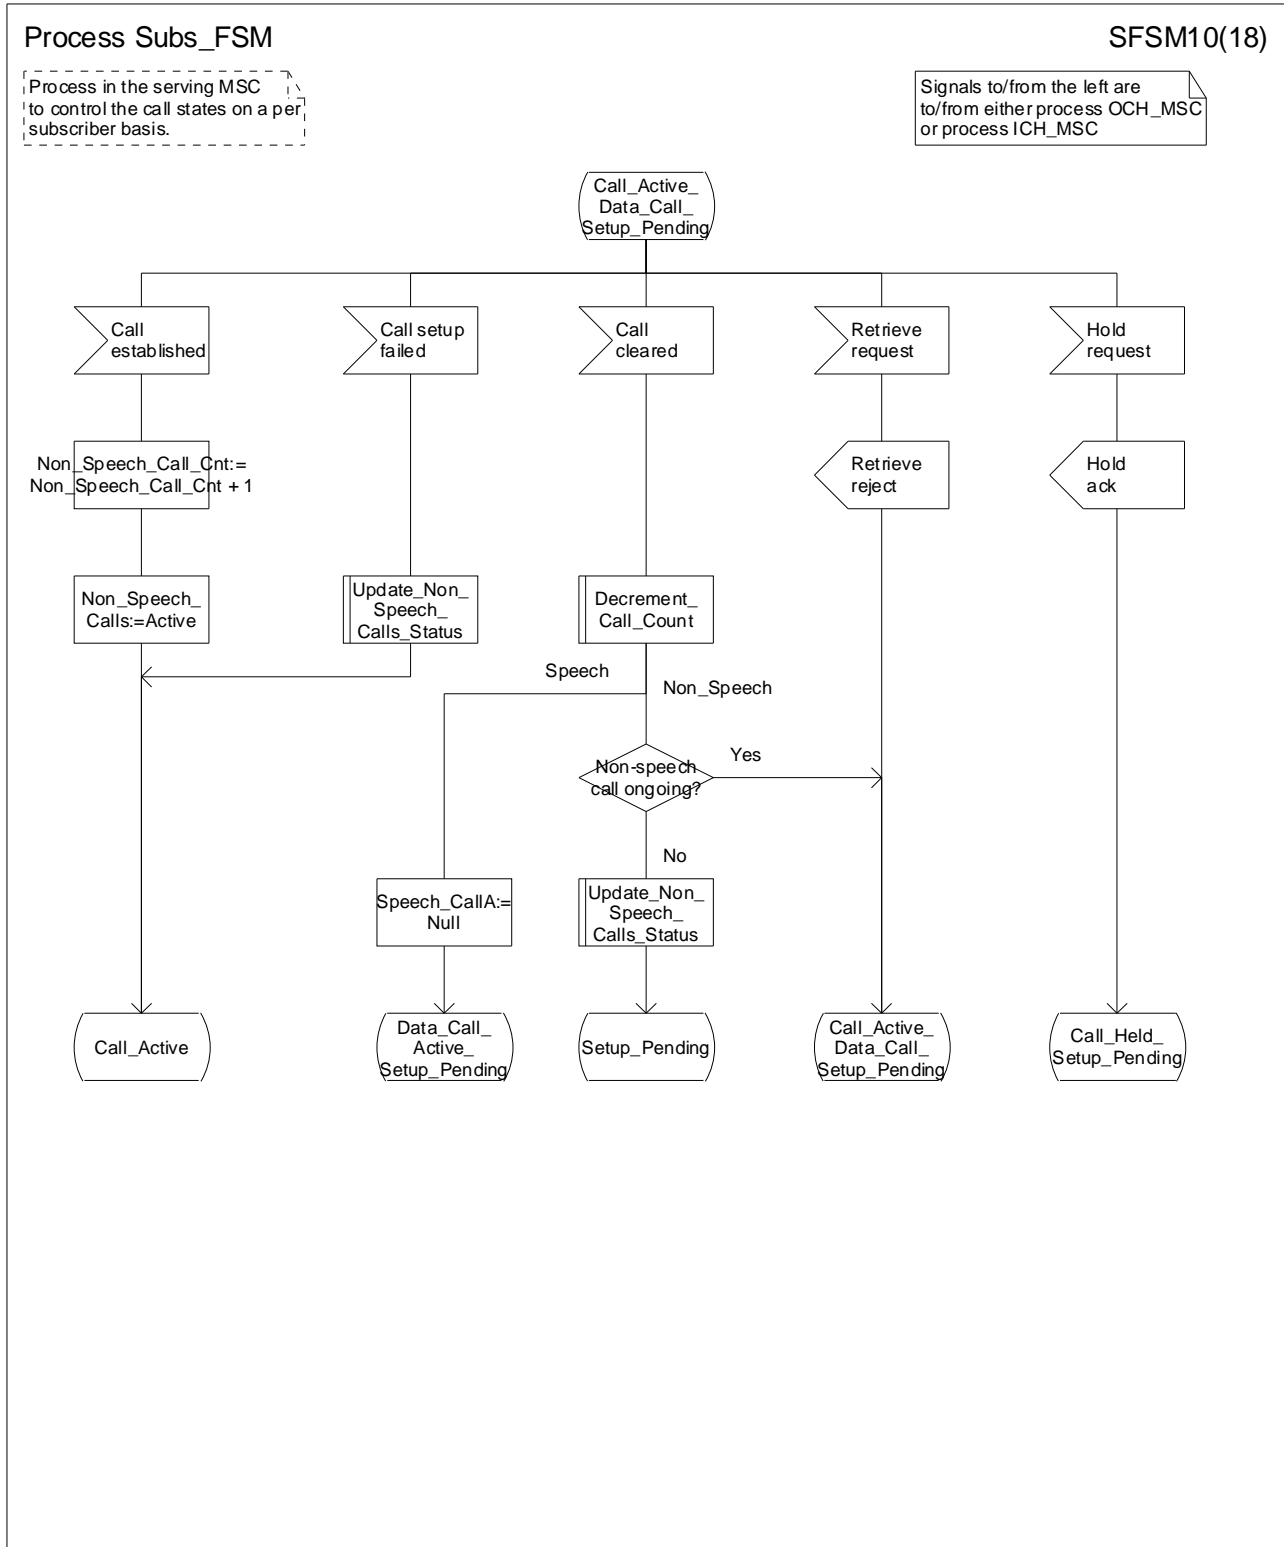 Process Subs_FSM
SFSM10(18)
Process in the serving MSC
to control the call states on a per
subscriber basis.
Signals to/from the left are
to/from either process OCH_MSC
or process ICH_MSC
Call_Active_
Data_Call_
Setup_Pending
Call
established
Call setup
failed
Call
cleared
Retrieve
request
Hold
request
Non_Speech_Call_Cnt:=
Non_Speech_Call_Cnt + 1
Retrieve
reject
Hold
ack
Non_Speech_
Calls:=Active
Update_Non_
Speech_
Calls_Status
Decrement_
Call_Count
Speech
Non_Speech
Non-speech
call ongoing?
Yes
No
Speech_CallA:=
Null
Update_Non_
Speech_
Calls_Status
Call_Active
Data_Call_
Active_
Setup_Pending
Setup_Pending
Call_Active_
Data_Call_
Setup_Pending
Call_Held_
Setup_Pending